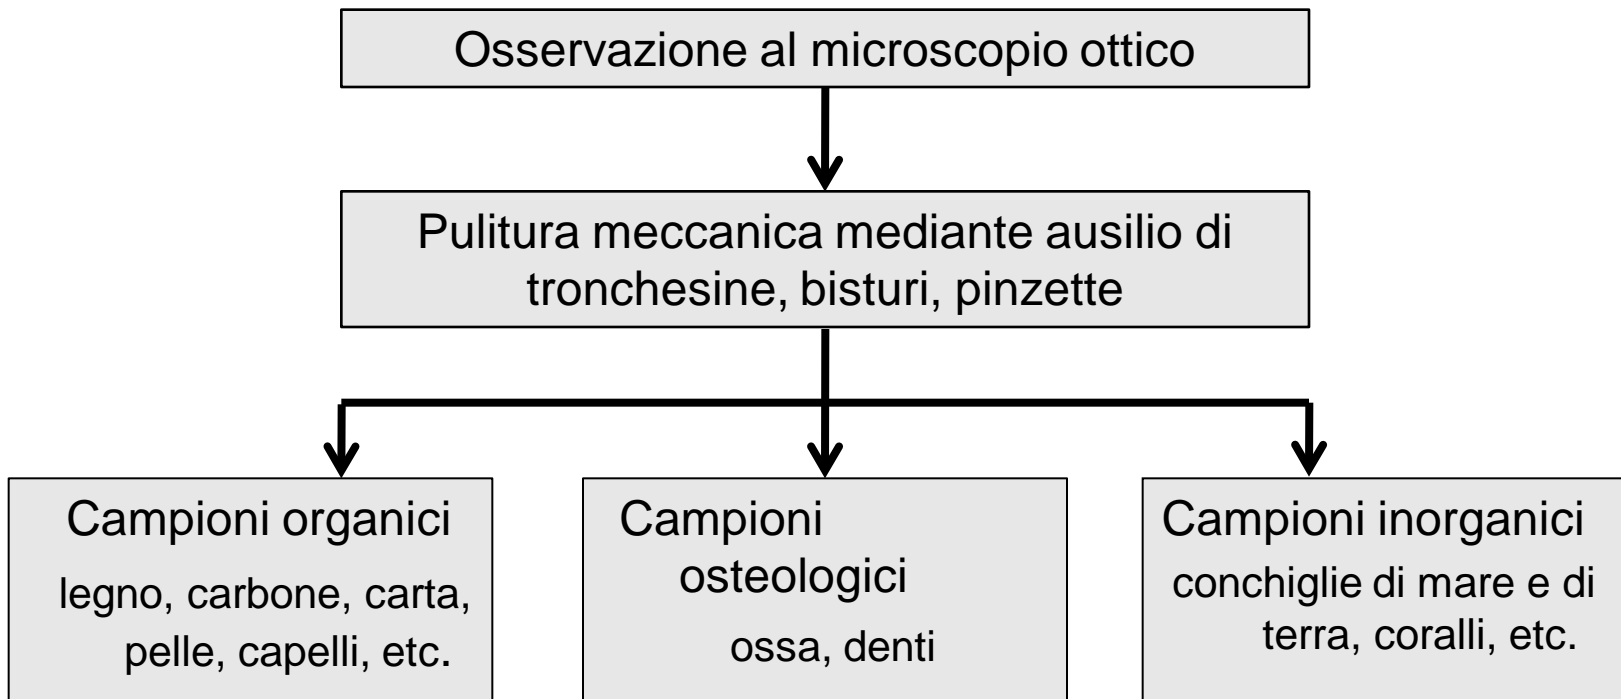 Osservazione al microscopio ottico
Pulitura meccanica mediante ausilio di
tronchesine, bisturi, pinzette
Campioni organici
legno, carbone, carta,
pelle, capelli, etc.
Campioni
osteologici
ossa, denti
Campioni inorganici
conchiglie di mare e di
terra, coralli, etc.